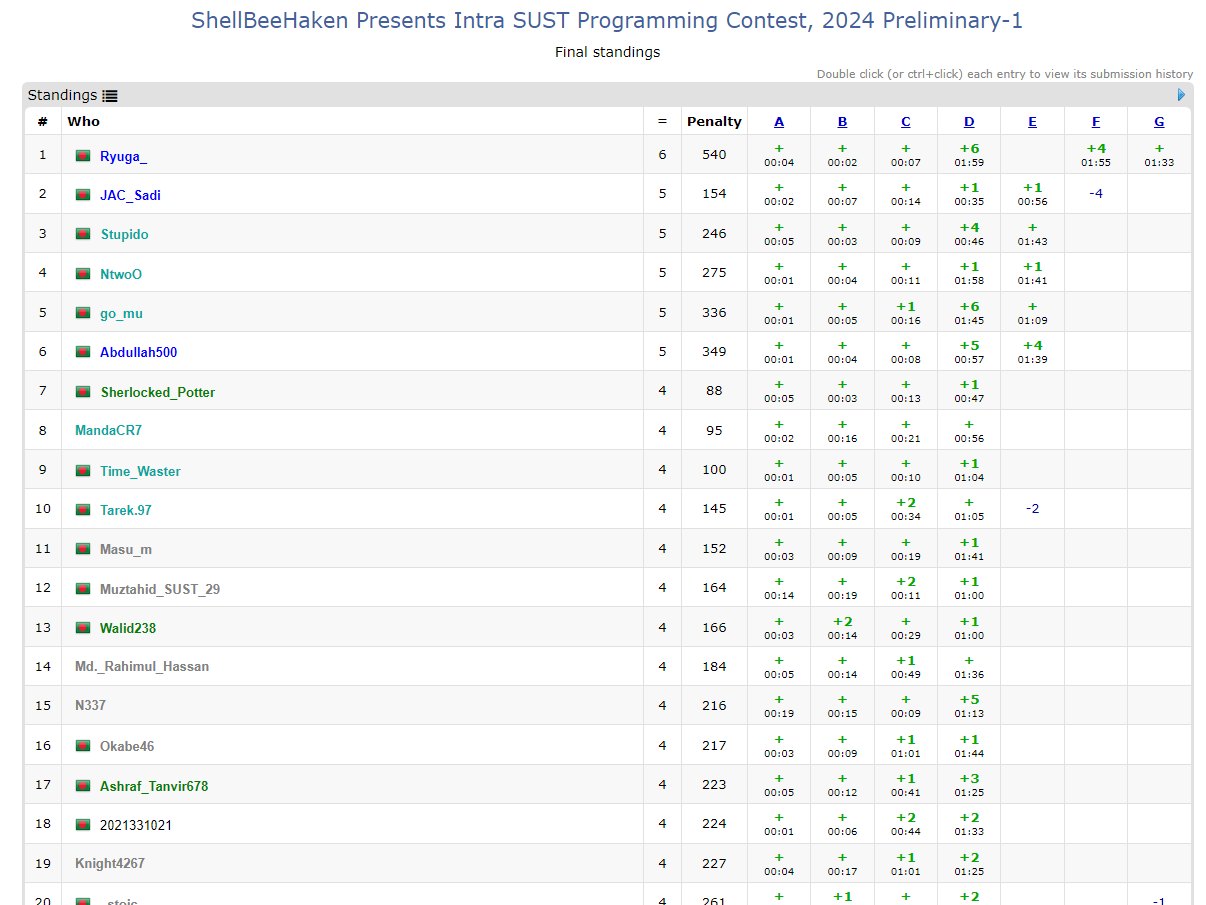 ShellBeeHaken Presents Intra SUST Programming Contest, 2024 Preliminary-1
Final standings
Double click (or ctrl+click) each entry to view its submission history
Standings
# Who = Penalty A B C D E F G
1 Ryuga_ 6 540 + + + +6 +4 +
00:04 00:02 00:07 01:59 01:55 01:33
2 JAC_Sadi 5 154 + + + +1 +1 -4
00:02 00:07 00:14 00:35 00:56
3 Stupido 5 246 + + + +4 +
00:05 00:03 00:09 00:46 01:43
4 NtwoO 5 275 + + + +1 +1
00:01 00:04 00:11 01:58 01:41
5 go_mu 5 336 + + +1 +6 +
00:01 00:05 00:16 01:45 01:09
6 Abdullah500 5 349 + + + +5 +4
00:01 00:04 00:08 00:57 01:39
7 Sherlocked_Potter 4 88 + + + +1
00:05 00:03 00:13 00:47
8 MandaCR7 4 95 + + + +
00:02 00:16 00:21 00:56
9 Time_Waster 4 100 + + + +1
00:01 00:05 00:10 01:04
10 Tarek.97 4 145 + + +2 + -2
00:01 00:05 00:34 01:05
11 Masu_m 4 152 + + + +1
00:03 00:09 00:19 01:41
12 Muztahid_SUST_29 4 164 + + +2 +1
00:14 00:19 00:11 01:00
13 Walid238 4 166 + +2 + +1
00:03 00:14 00:29 01:00
14 Md._Rahimul_Hassan 4 184 + + +1 +
00:05 00:14 00:49 01:36
15 N337 4 216 + + + +5
00:19 00:15 00:09 01:13
16 Okabe46 4 217 + + +1 +1
00:03 00:09 01:01 01:44
17 Ashraf_Tanvir678 4 223 + + +1 +3
00:05 00:12 00:41 01:25
18 2021331021 4 224 + + +2 +2
00:01 00:06 00:44 01:33
19 Knight4267 4 227 + + +1 +2
00:04 00:17 01:01 01:25
20 4 261 + +1 + +2 -1